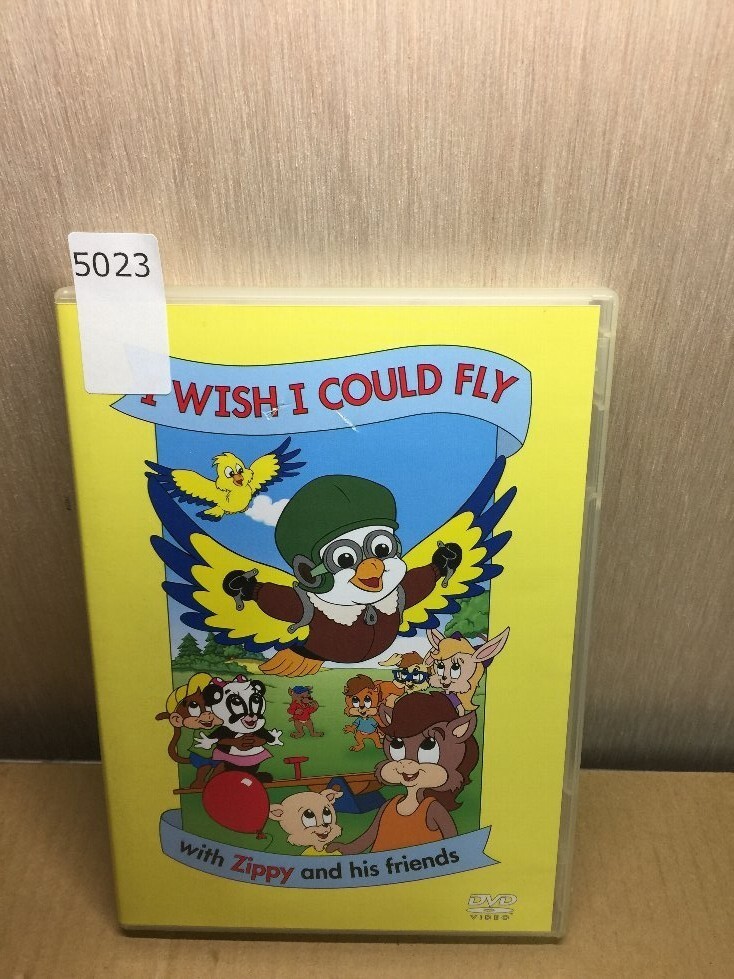 5023
I WISH I COULD FLY
with Zippy and his friends
DVD
VIDEO